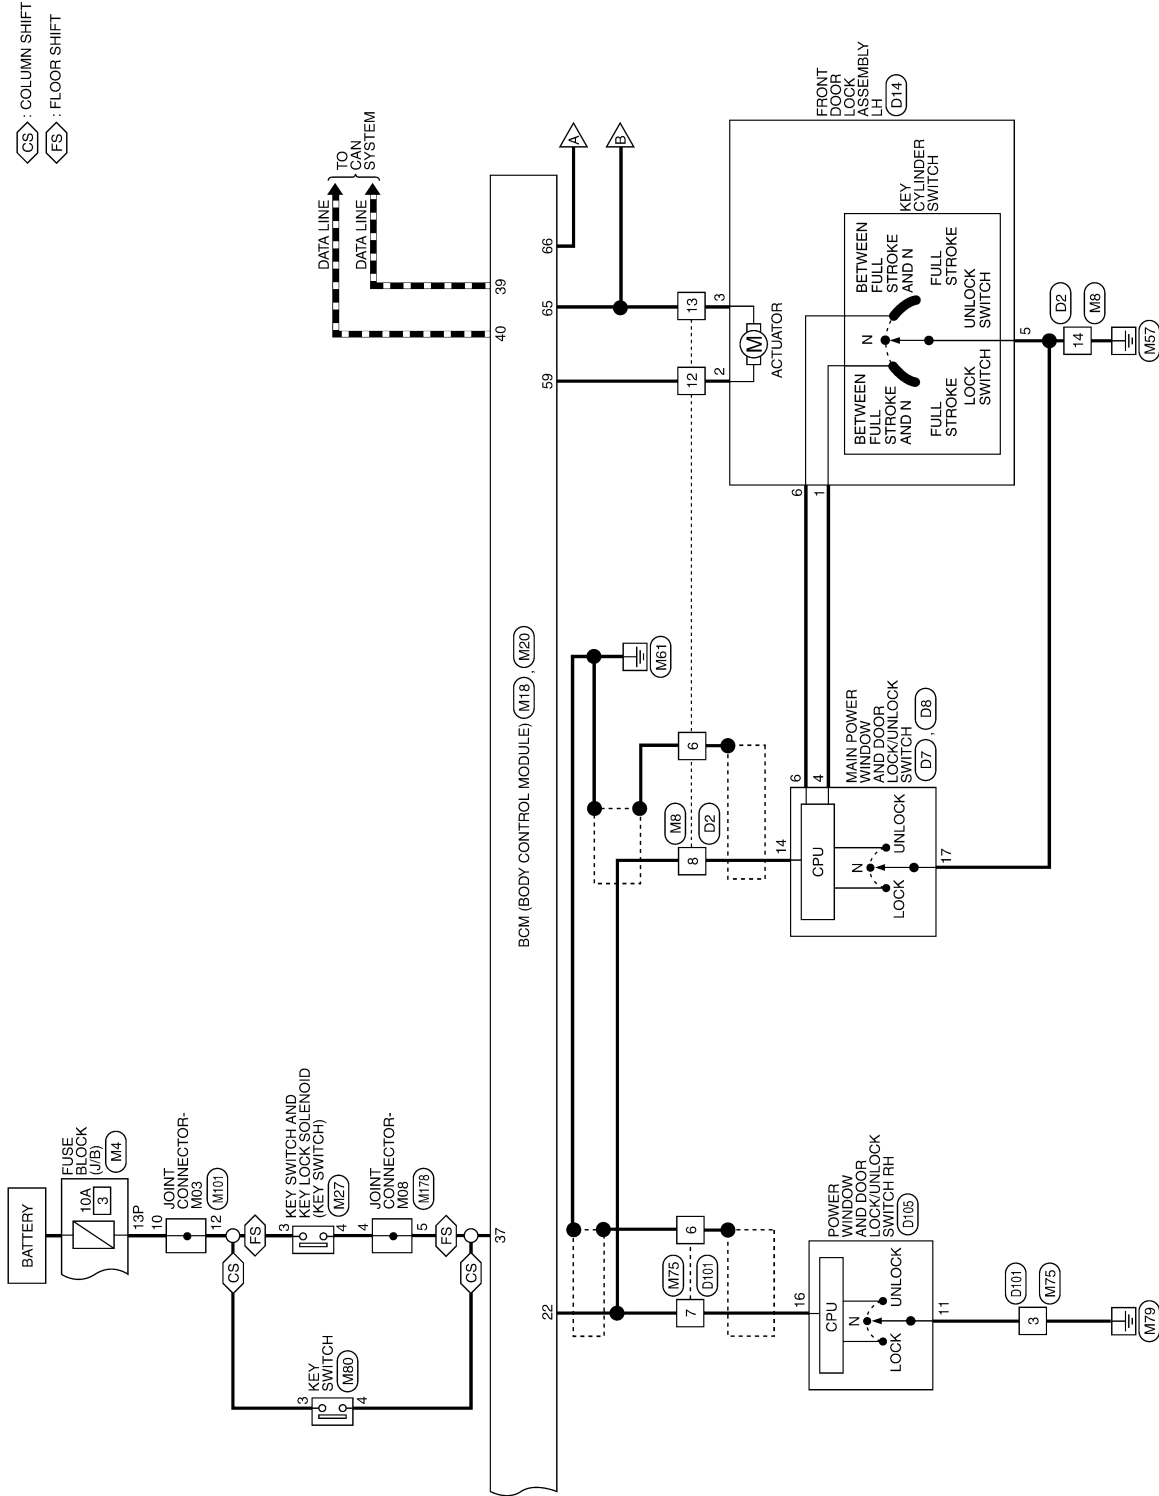 CS : COLUMN SHIFT
FS : FLOOR SHIFT
BATTERY
FUSE
BLOCK
(J/B)
M4
10A
3
13P
10
JOINT
CONNECTOR-
M03
M101
12
CS
FS
3
KEY SWITCH AND
KEY LOCK SOLENOID
(KEY SWITCH)
M27
4
4
JOINT
CONNECTOR-
M08
M178
5
FS
CS
37
3
KEY
SWITCH
M80
4
DATA LINE
DATA LINE
TO
CAN
SYSTEM
40
39
BCM (BODY CONTROL MODULE) M18 , M20
22
59
65
66
A
B
M61
6
M75
D101
7
M8
D2
8
6
12
13
2
3
M
ACTUATOR
FRONT
DOOR
LOCK
ASSEMBLY
LH
D14
KEY
CYLINDER
SWITCH
BETWEEN
FULL
STROKE
AND N
FULL
STROKE
LOCK
SWITCH
N
BETWEEN
FULL
STROKE
AND N
FULL
STROKE
UNLOCK
SWITCH
6
1
5
D2
M8
14
M57
14
CPU
6
4
MAIN POWER
WINDOW
AND DOOR
LOCK/UNLOCK
SWITCH
D7 , D8
N
LOCK
UNLOCK
17
16
CPU
POWER
WINDOW
AND DOOR
LOCK/UNLOCK
SWITCH RH
D105
N
LOCK
UNLOCK
11
D101
M75
3
M79